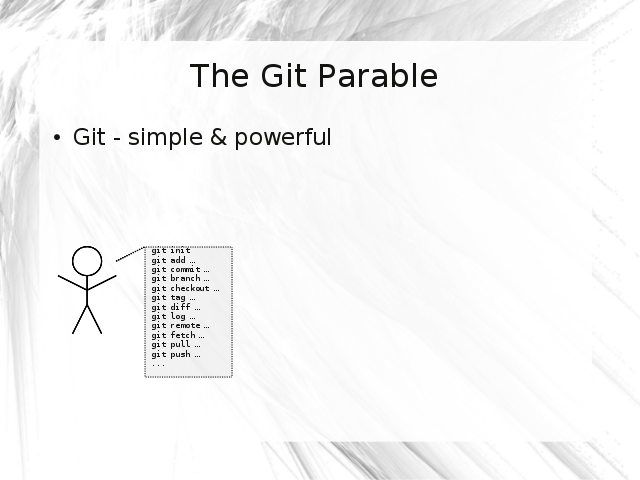 The Git Parable
• Git - simple & powerful
git init
git add …
git commit …
git branch …
git checkout …
git tag …
git diff …
git log …
git remote …
git fetch …
git pull …
git push …
...